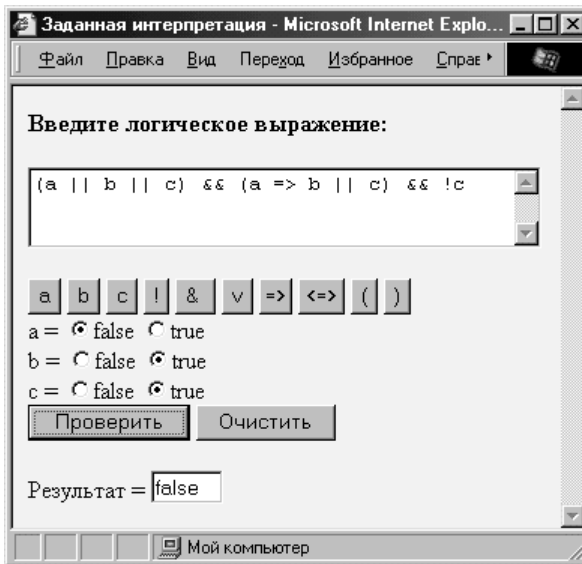 Заданная интерпретация - Microsoft Internet Explo...
Файл Правка Вид Переход Избранное Справ
Введите логическое выражение:
(a || b || c) && (a => b || c) && !c
a b c ! & v => <=> ( )
a = false true
b = false true
c = false true
Проверить Очистить
Результат = false
Мой компьютер